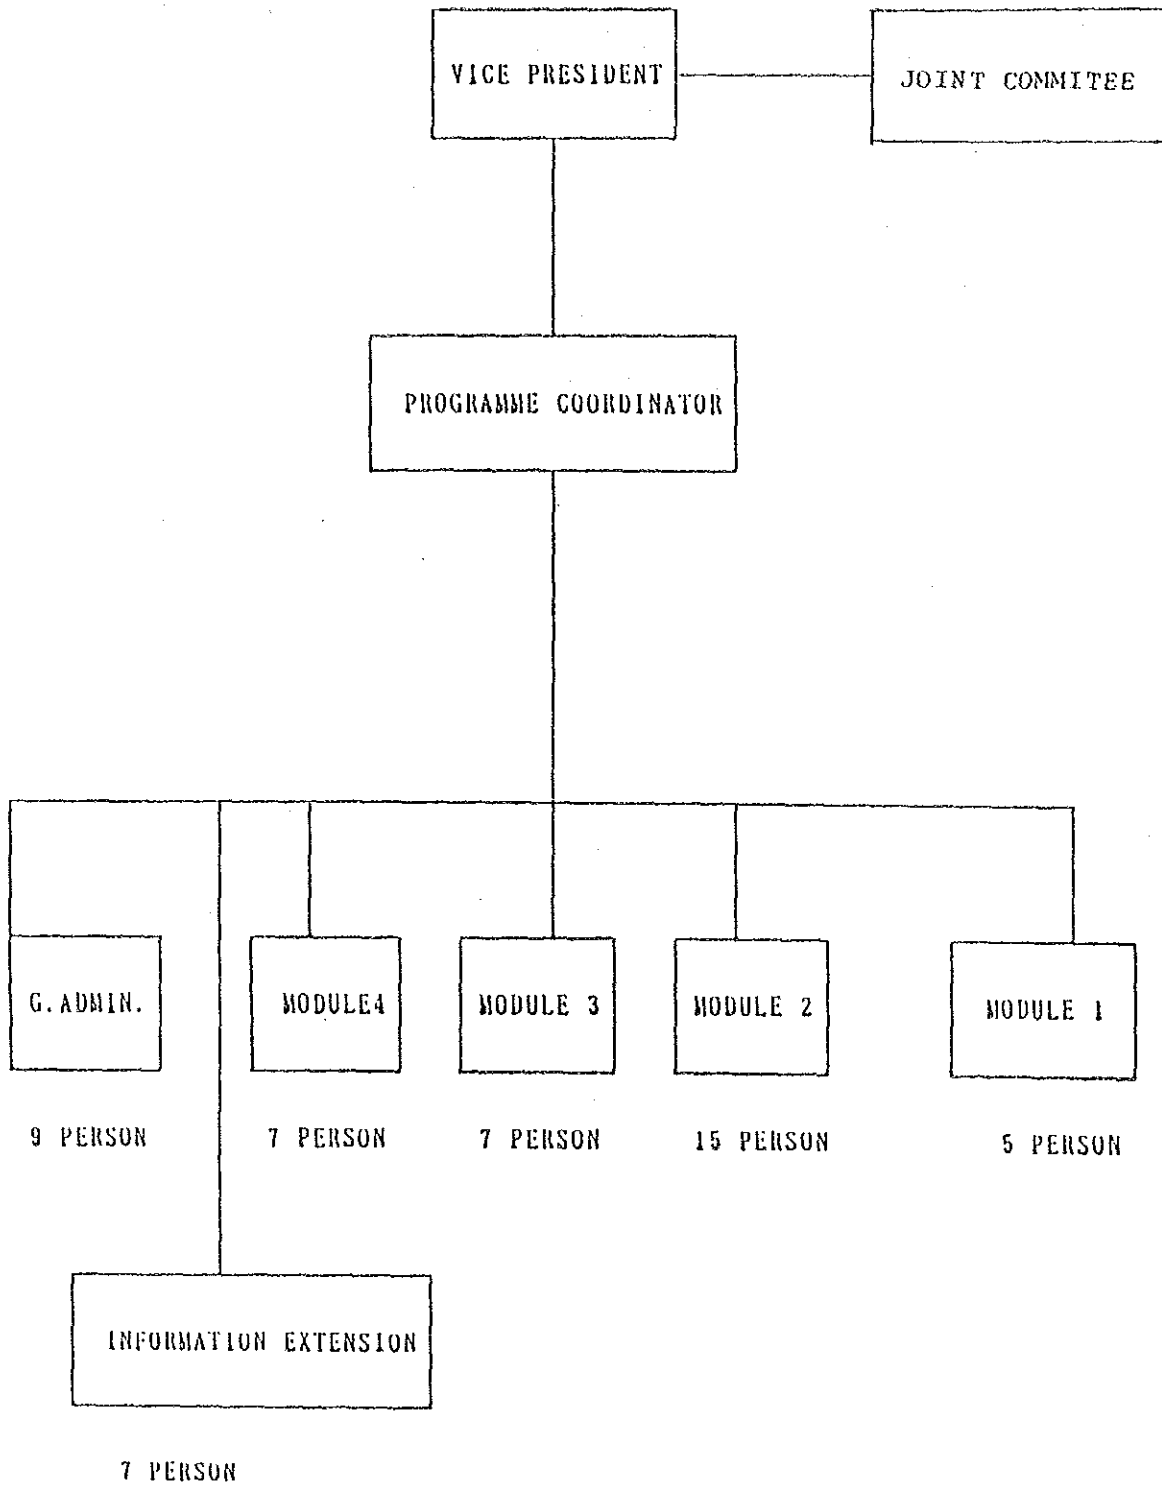 VICE PRESIDENT
JOINT COMMITEE
PROGRAMME COORDINATOR
G.ADMIN.
MODULE4
MODULE 3
MODULE 2
MODULE 1
9 PERSON
7 PERSON
7 PERSON
15 PERSON
5 PERSON
INFORMATION EXTENSION
7 PERSON